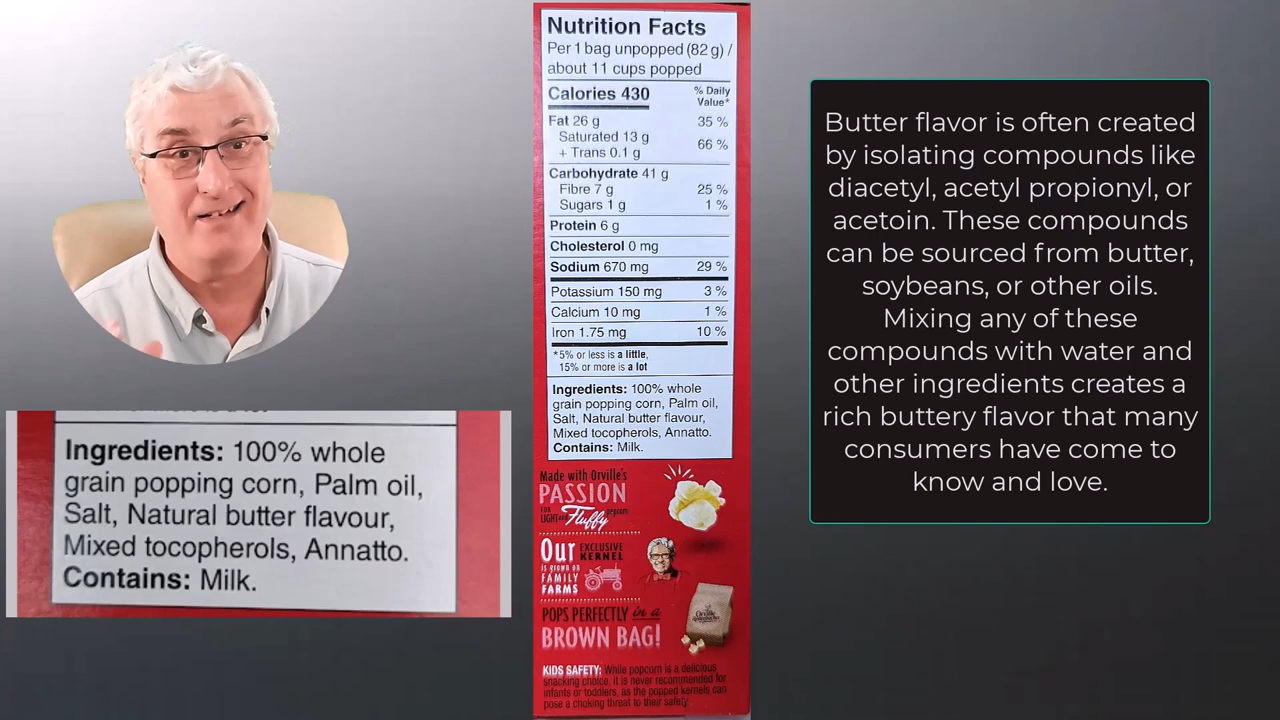 Nutrition Facts
Per 1 bag unpopped (82 g) /
about 11 cups popped
Calories 430
% Daily
Value*
Fat 26 g 35 %
Saturated 13 g
+ Trans 0.1 g
66 %
Carbohydrate 41 g
Fibre 7 g 25 %
Sugars 1 g 1 %
Protein 6 g
Cholesterol 0 mg
Sodium 670 mg 29 %
Potassium 150 mg 3 %
Calcium 10 mg 1 %
Iron 1.75 mg 10 %
*5% or less is a little,
15% or more is a lot
Ingredients: 100% whole
grain popping corn, Palm oil,
Salt, Natural butter flavour,
Mixed tocopherols, Annatto.
Contains: Milk.
Made with Orville's
PASSION
FOR
LIGHT and Fluffy popcorn
Our EXCLUSIVE
KERNEL
is grown on
FAMILY
FARMS
POPS PERFECTLY in a
BROWN BAG!
KIDS SAFETY: While popcorn is a delicious
snacking choice, it is never recommended for
infants or toddlers, as the popped kernels can
pose a choking threat to their safety.
Ingredients: 100% whole
grain popping corn, Palm oil,
Salt, Natural butter flavour,
Mixed tocopherols, Annatto.
Contains: Milk.
Butter flavor is often created
by isolating compounds like
diacetyl, acetyl propionyl, or
acetoin. These compounds
can be sourced from butter,
soybeans, or other oils.
Mixing any of these
compounds with water and
other ingredients creates a
rich buttery flavor that many
consumers have come to
know and love.